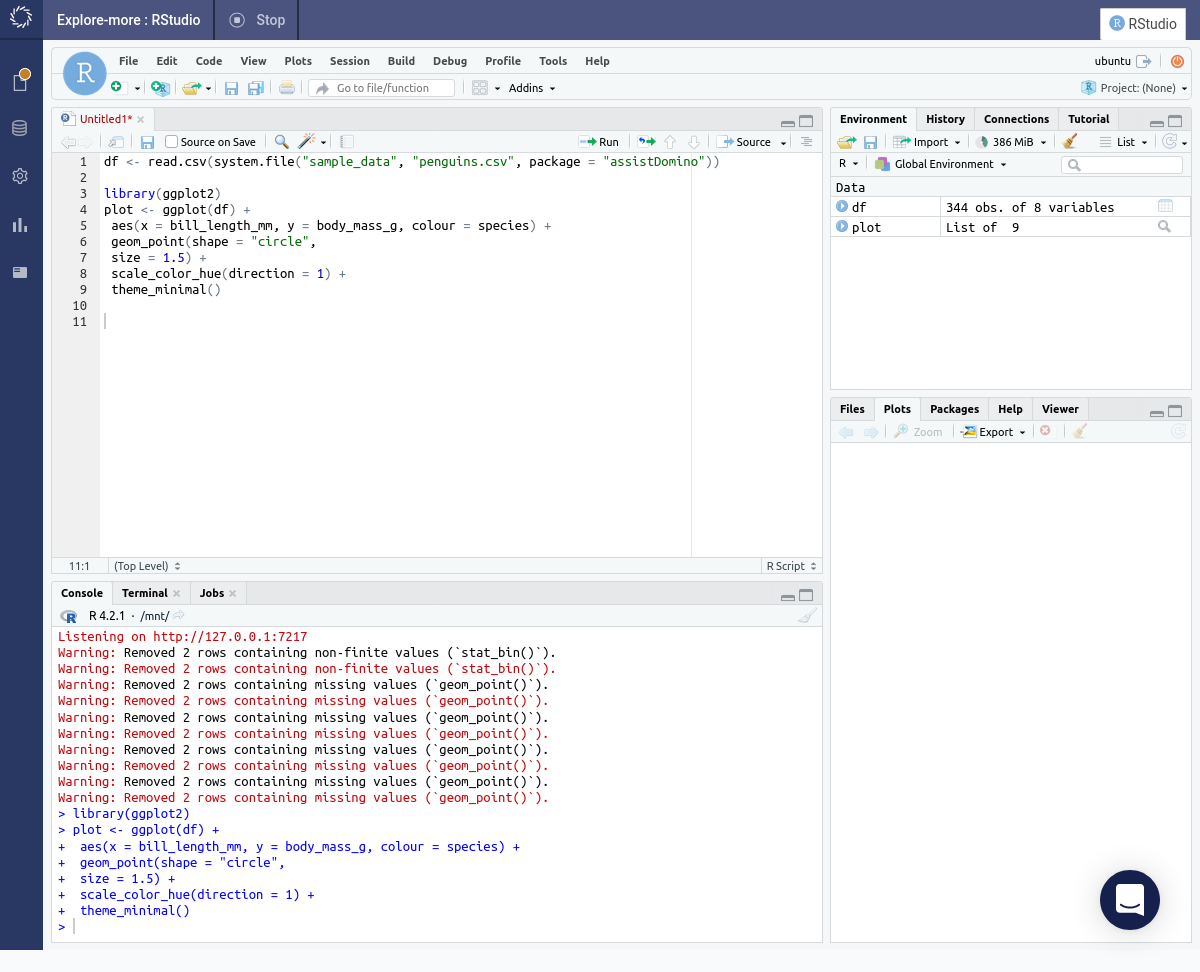 Explore-more : RStudio
Stop
RStudio
File Edit Code View Plots Session Build Debug Profile Tools Help
ubuntu
Go to file/function
Addins
Project: (None)
Untitled1*
Source on Save
Run
Source
1 df <- read.csv(system.file("sample_data", "penguins.csv", package = "assistDomino"))
2
3 library(ggplot2)
4 plot <- ggplot(df) +
5 aes(x = bill_length_mm, y = body_mass_g, colour = species) +
6 geom_point(shape = "circle",
7 size = 1.5) +
8 scale_color_hue(direction = 1) +
9 theme_minimal()
10
11
11:1 (Top Level) R Script
Console Terminal Jobs
R 4.2.1 · /mnt/
Listening on http://127.0.0.1:7217
Warning: Removed 2 rows containing non-finite values (`stat_bin()`).
Warning: Removed 2 rows containing non-finite values (`stat_bin()`).
Warning: Removed 2 rows containing missing values (`geom_point()`).
Warning: Removed 2 rows containing missing values (`geom_point()`).
Warning: Removed 2 rows containing missing values (`geom_point()`).
Warning: Removed 2 rows containing missing values (`geom_point()`).
Warning: Removed 2 rows containing missing values (`geom_point()`).
Warning: Removed 2 rows containing missing values (`geom_point()`).
Warning: Removed 2 rows containing missing values (`geom_point()`).
Warning: Removed 2 rows containing missing values (`geom_point()`).
> library(ggplot2)
> plot <- ggplot(df) +
+ aes(x = bill_length_mm, y = body_mass_g, colour = species) +
+ geom_point(shape = "circle",
+ size = 1.5) +
+ scale_color_hue(direction = 1) +
+ theme_minimal()
>
Environment History Connections Tutorial
Import 386 MiB List
R Global Environment
Data
df 344 obs. of 8 variables
plot List of 9
Files Plots Packages Help Viewer
Zoom Export